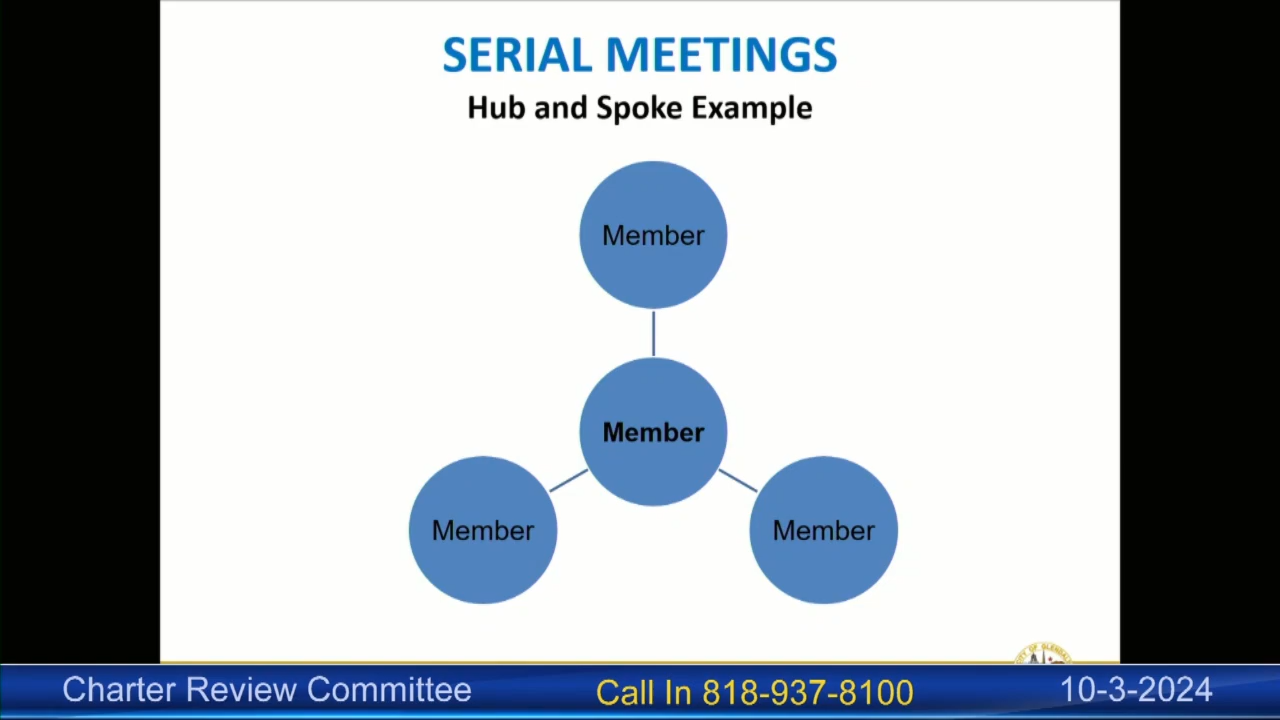 SERIAL MEETINGS
Hub and Spoke Example
Member
Member
Member
Member
Charter Review Committee
Call In 818-937-8100
10-3-2024